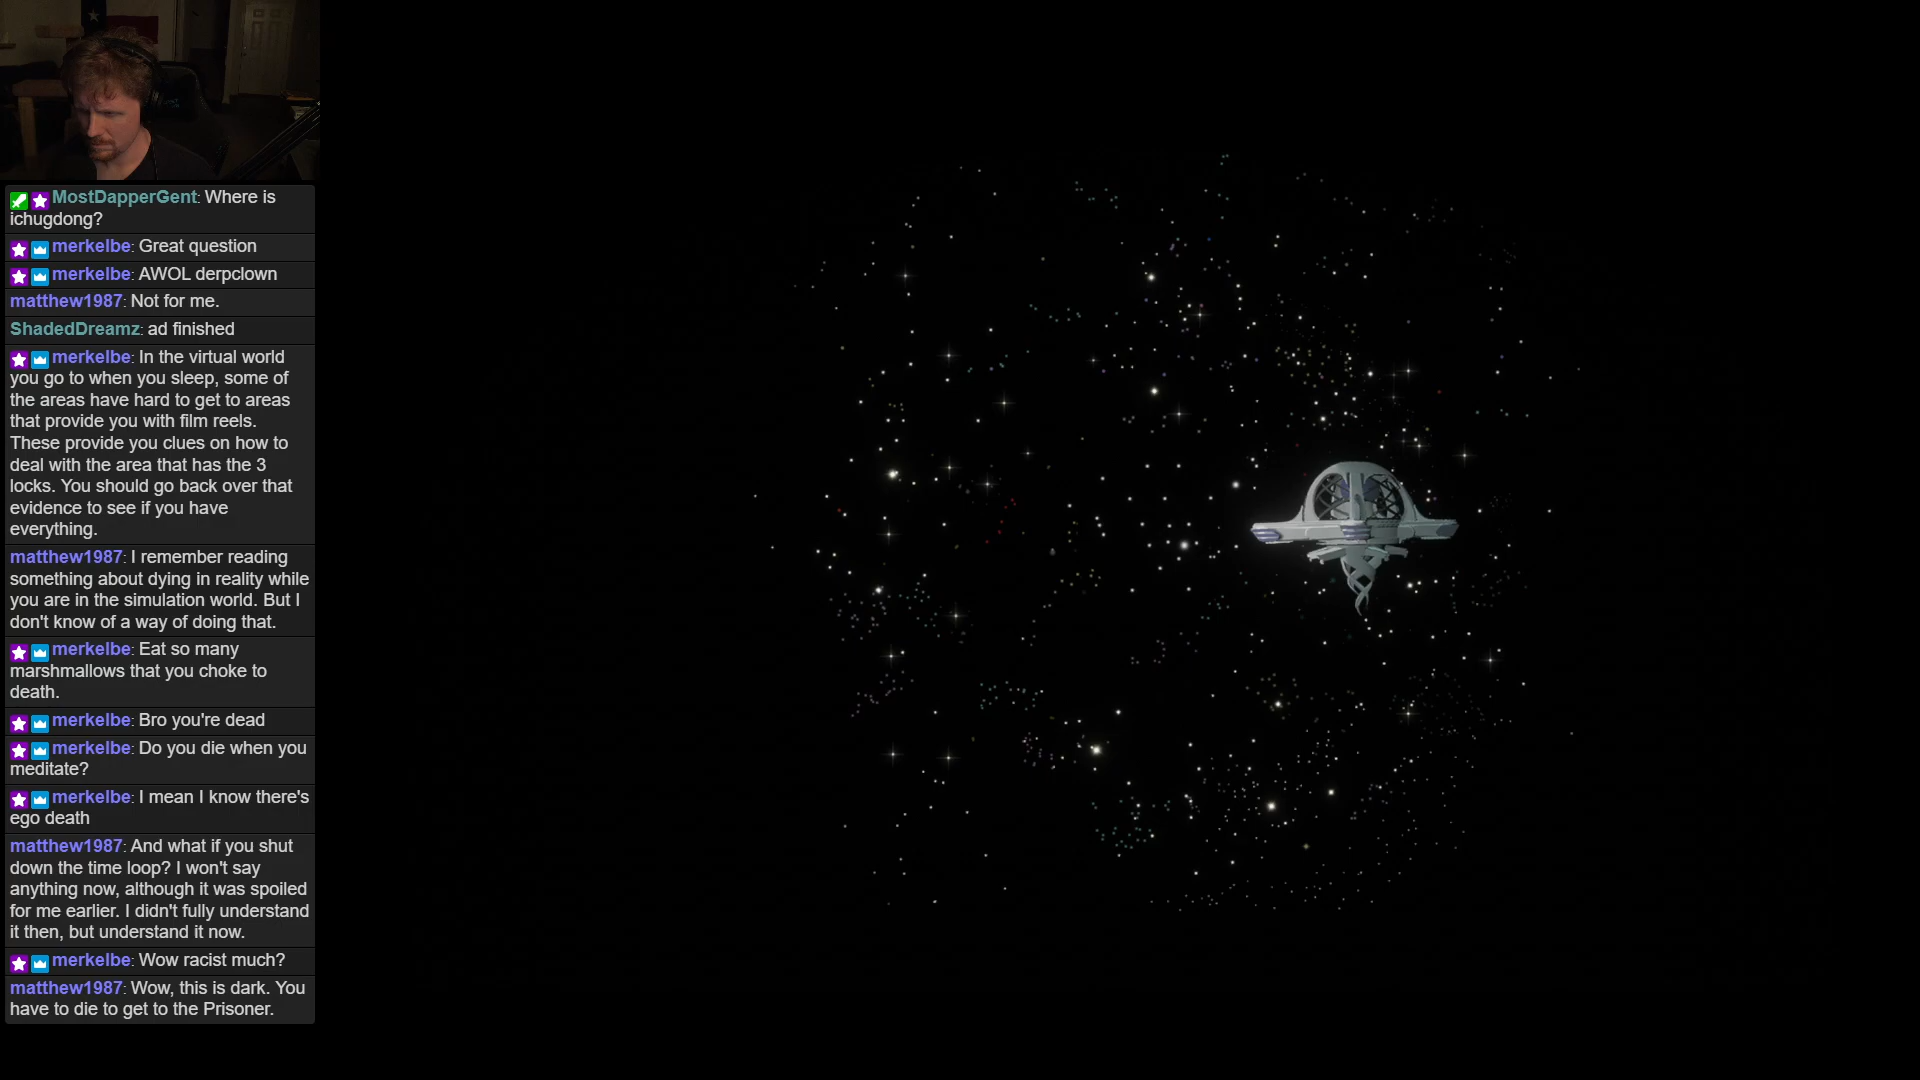 MostDapperGent: Where is
ichugdong?
merkelbe: Great question
merkelbe: AWOL derpclown
matthew1987: Not for me.
ShadedDreamz: ad finished
merkelbe: In the virtual world
you go to when you sleep, some of
the areas have hard to get to areas
that provide you with film reels.
These provide you clues on how to
deal with the area that has the 3
locks. You should go back over that
evidence to see if you have
everything.
matthew1987: I remember reading
something about dying in reality while
you are in the simulation world. But I
don't know of a way of doing that.
merkelbe: Eat so many
marshmallows that you choke to
death.
merkelbe: Bro you're dead
merkelbe: Do you die when you
meditate?
merkelbe: I mean I know there's
ego death
matthew1987: And what if you shut
down the time loop? I won't say
anything now, although it was spoiled
for me earlier. I didn't fully understand
it then, but understand it now.
merkelbe: Wow racist much?
matthew1987: Wow, this is dark. You
have to die to get to the Prisoner.